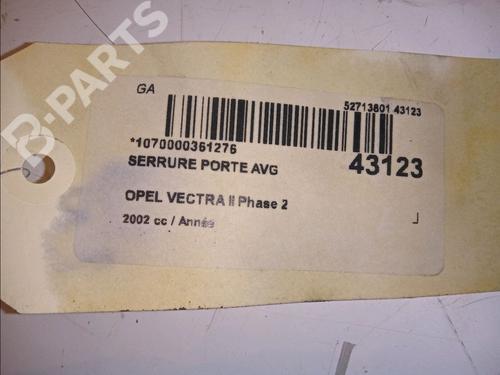 B-PARTS
GA
52713801 43123
*1070000361276
SERRURE PORTE AVG
43123
OPEL VECTRA II Phase 2
2002 cc / Année